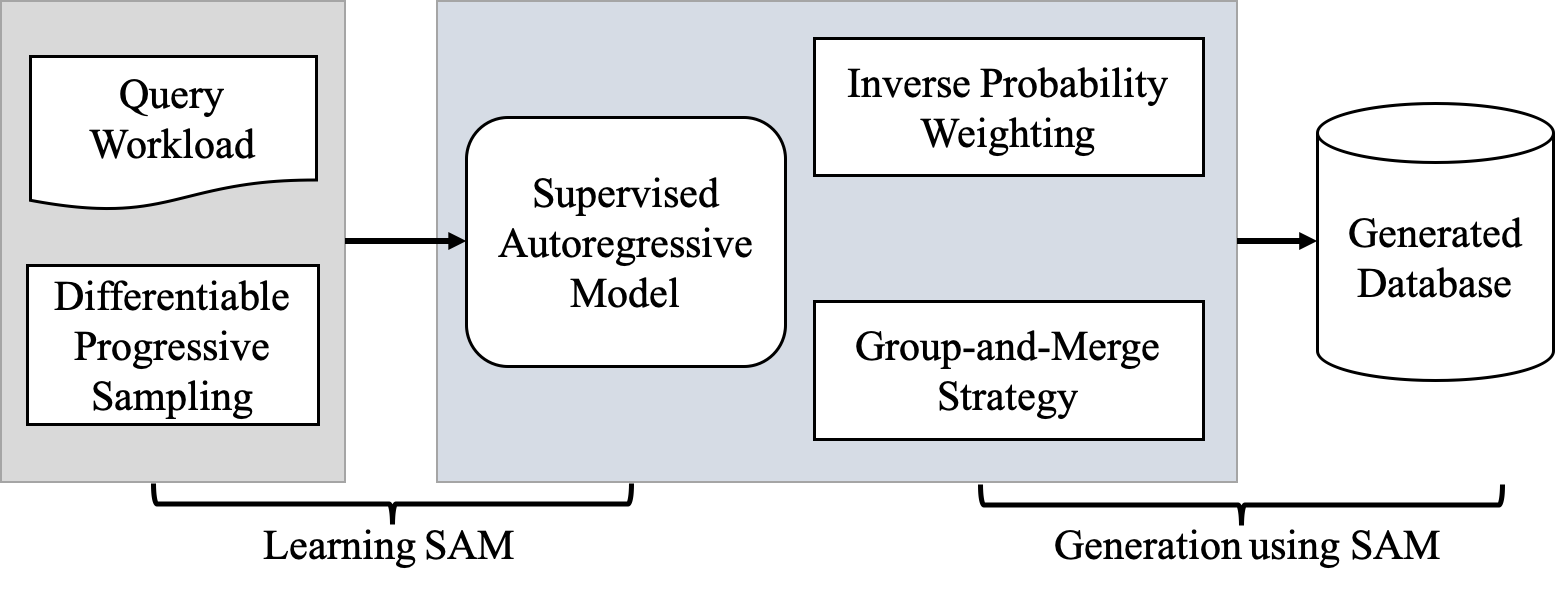 Query
Workload
Differentiable
Progressive
Sampling
Supervised
Autoregressive
Model
Inverse Probability
Weighting
Group-and-Merge
Strategy
Generated
Database
Learning SAM
Generation using SAM